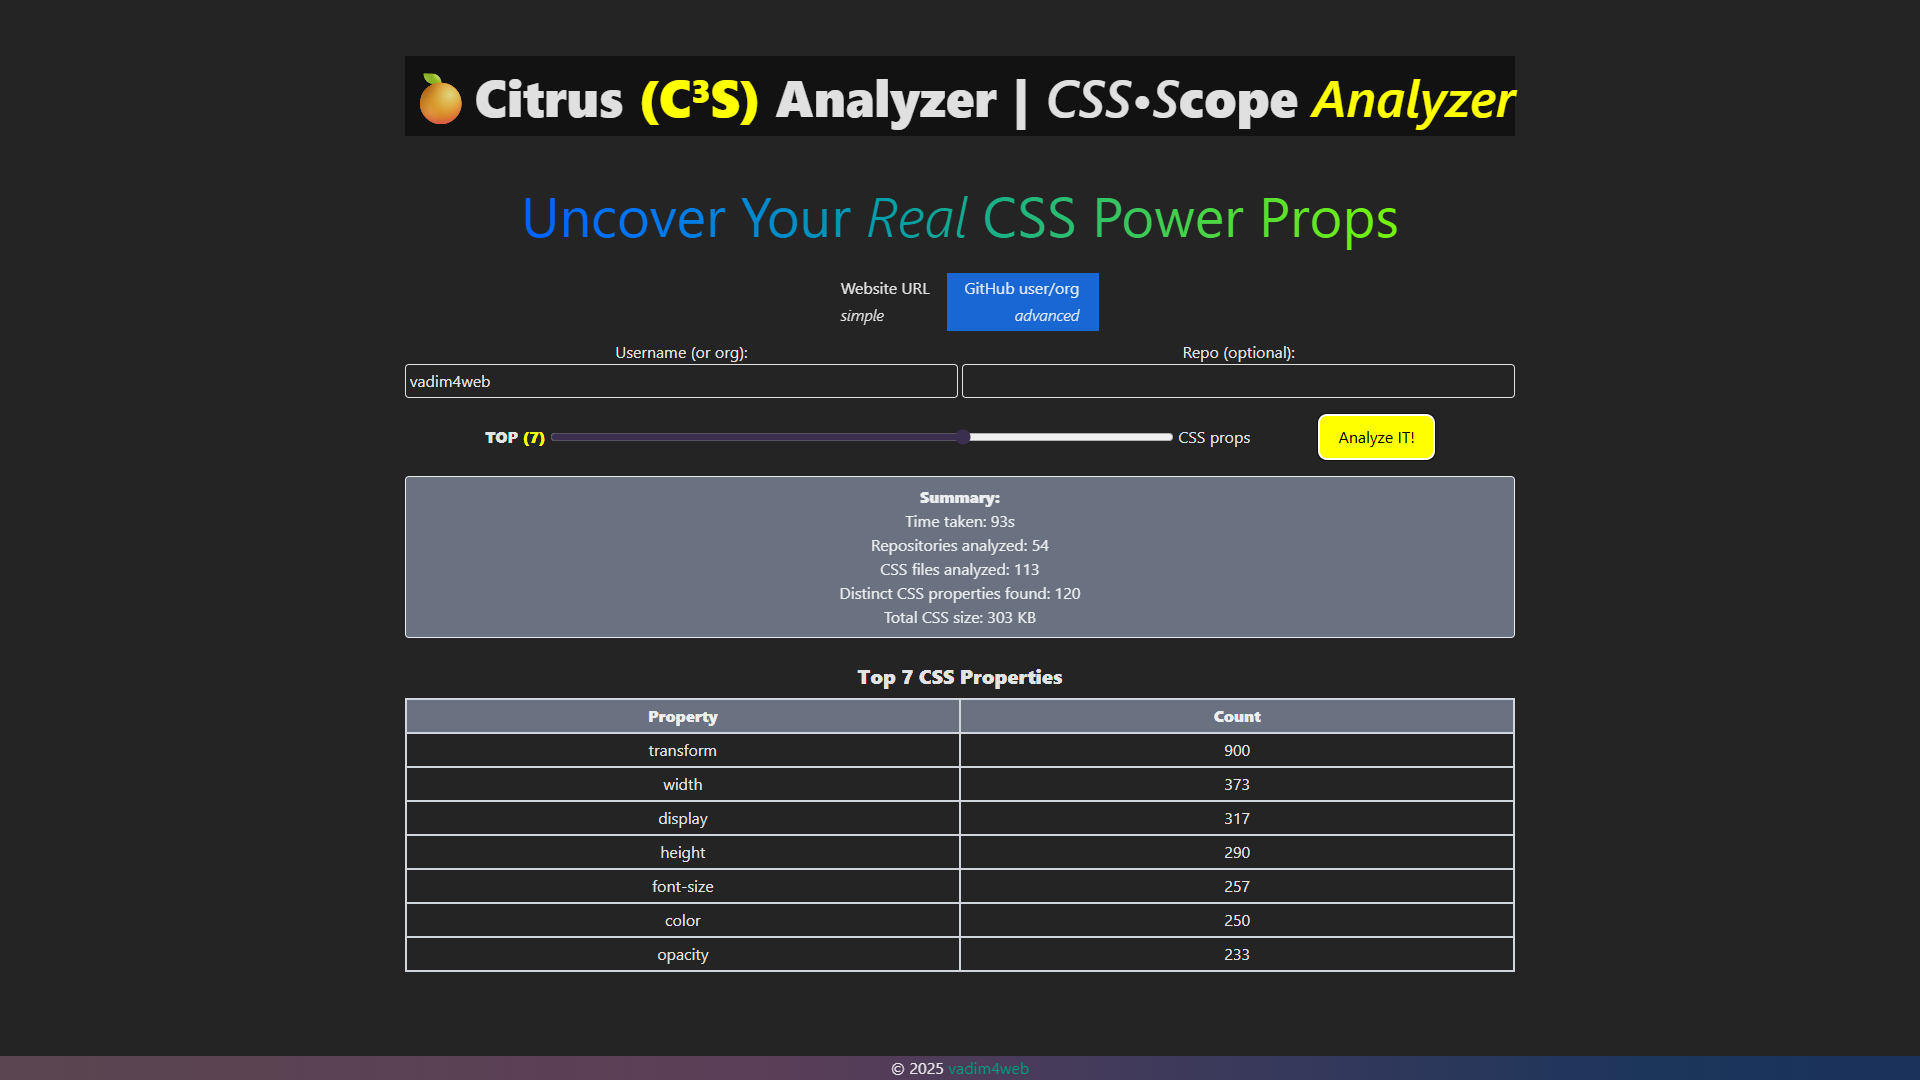 Citrus (C³S) Analyzer | CSS•Scope Analyzer
Uncover Your Real CSS Power Props
Website URL GitHub user/org
simple advanced
Username (or org): Repo (optional):
vadim4web
TOP (7) CSS props Analyze IT!
Summary:
Time taken: 93s
Repositories analyzed: 54
CSS files analyzed: 113
Distinct CSS properties found: 120
Total CSS size: 303 KB
Top 7 CSS Properties
Property Count
transform 900
width 373
display 317
height 290
font-size 257
color 250
opacity 233
© 2025 vadim4web